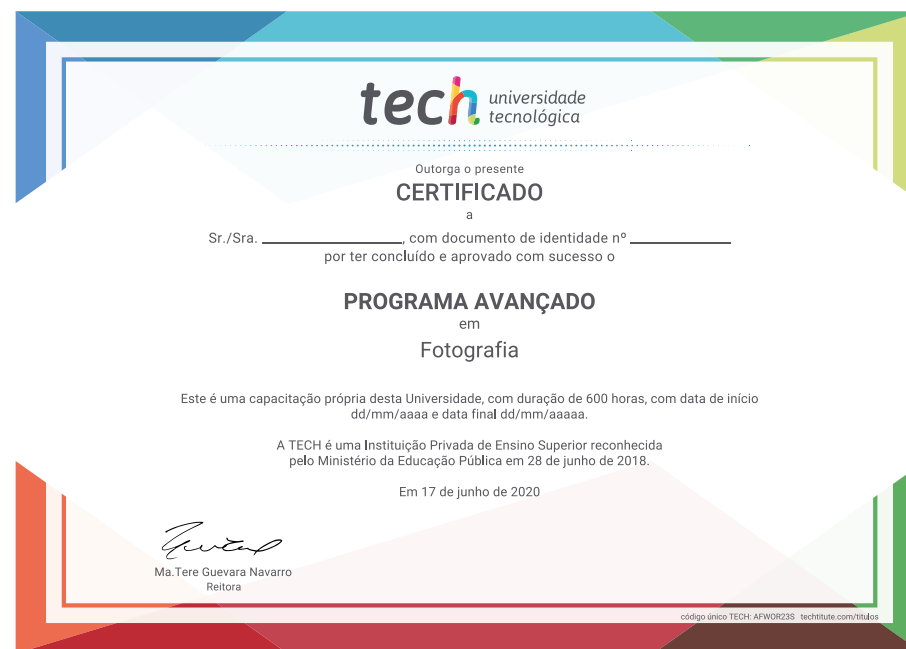 tech universidade
tecnológica
Outorga o presente
CERTIFICADO
a
Sr./Sra. ____________, com documento de identidade nº ____________
por ter concluído e aprovado com sucesso o
PROGRAMA AVANÇADO
em
Fotografia
Este é uma capacitação própria desta Universidade, com duração de 600 horas, com data de início
dd/mm/aaaa e data final dd/mm/aaaaa.
A TECH é uma Instituição Privada de Ensino Superior reconhecida
pelo Ministério da Educação Pública em 28 de junho de 2018.
Em 17 de junho de 2020
Ma.Tere Guevara Navarro
Reitora
código único TECH: AFWOR23S techtitute.com/titulos